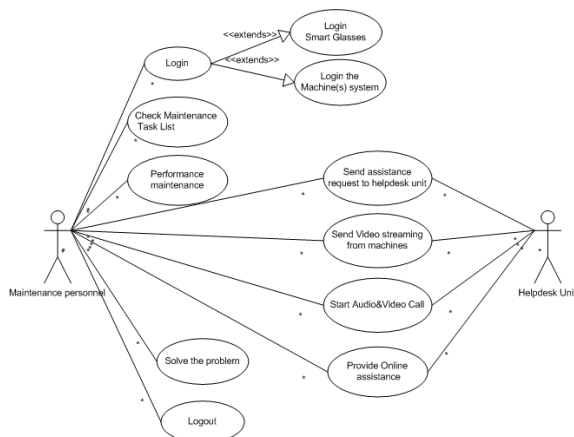 Login
Smart Glasses
<<extends>>
Login
<<extends>>
Login the
Machine(s) system
Check Maintenance
Task List
Performance
maintenance
Send assistance
request to helpdesk unit
Send Video streaming
from machines
Maintenance personnel
Helpdesk Unit
Start Audio&Video Call
Solve the problem
Provide Online
assistance
Logout